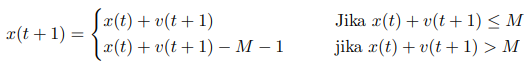 x(t + 1) = { x(t) + v(t + 1) Jika x(t) + v(t + 1) ≤ M
x(t) + v(t + 1) − M − 1 jika x(t) + v(t + 1) > M